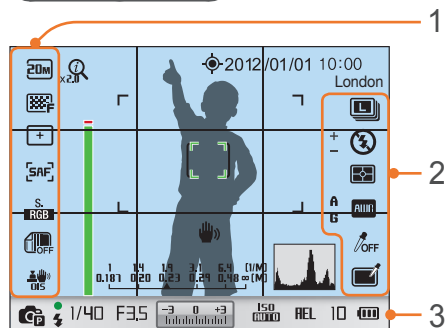 1
20M
x2.0
2012/01/01 10:00
London
F
L
+
-
SAF
2
S.
RGB
A
G
AWB
OFF
OFF
OIS
1 1.4 1.9 3.1 6.4 (1/M)
0.187 0.20 0.23 0.29 0.48 ∞ (M)
P 1/40 F3.5 -3 0 +3 ISO AUTO REL 10
3